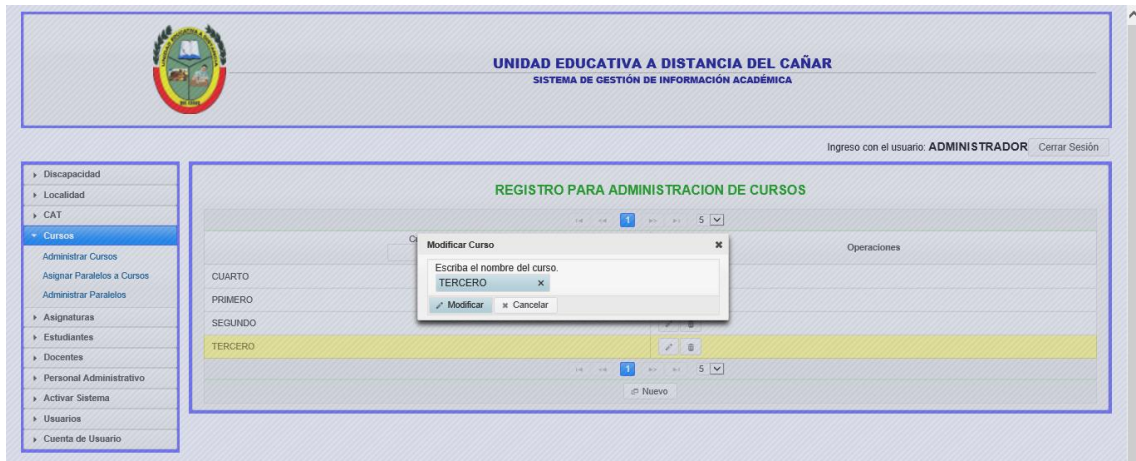 UNIDAD EDUCATIVA A DISTANCIA DEL CAÑAR
SISTEMA DE GESTIÓN DE INFORMACIÓN ACADÉMICA
Ingreso con el usuario: ADMINISTRADOR Cerrar Sesión
Discapacidad
Localidad
CAT
Cursos
Administrar Cursos
Asignar Paralelos a Cursos
Administrar Paralelos
Asignaturas
Estudiantes
Docentes
Personal Administrativo
Activar Sistema
Usuarios
Cuenta de Usuario
REGISTRO PARA ADMINISTRACION DE CURSOS
1 5
Operaciones
CUARTO
PRIMERO
SEGUNDO
TERCERO
Modificar Curso
Escriba el nombre del curso.
TERCERO
Modificar Cancelar
1 5
Nuevo